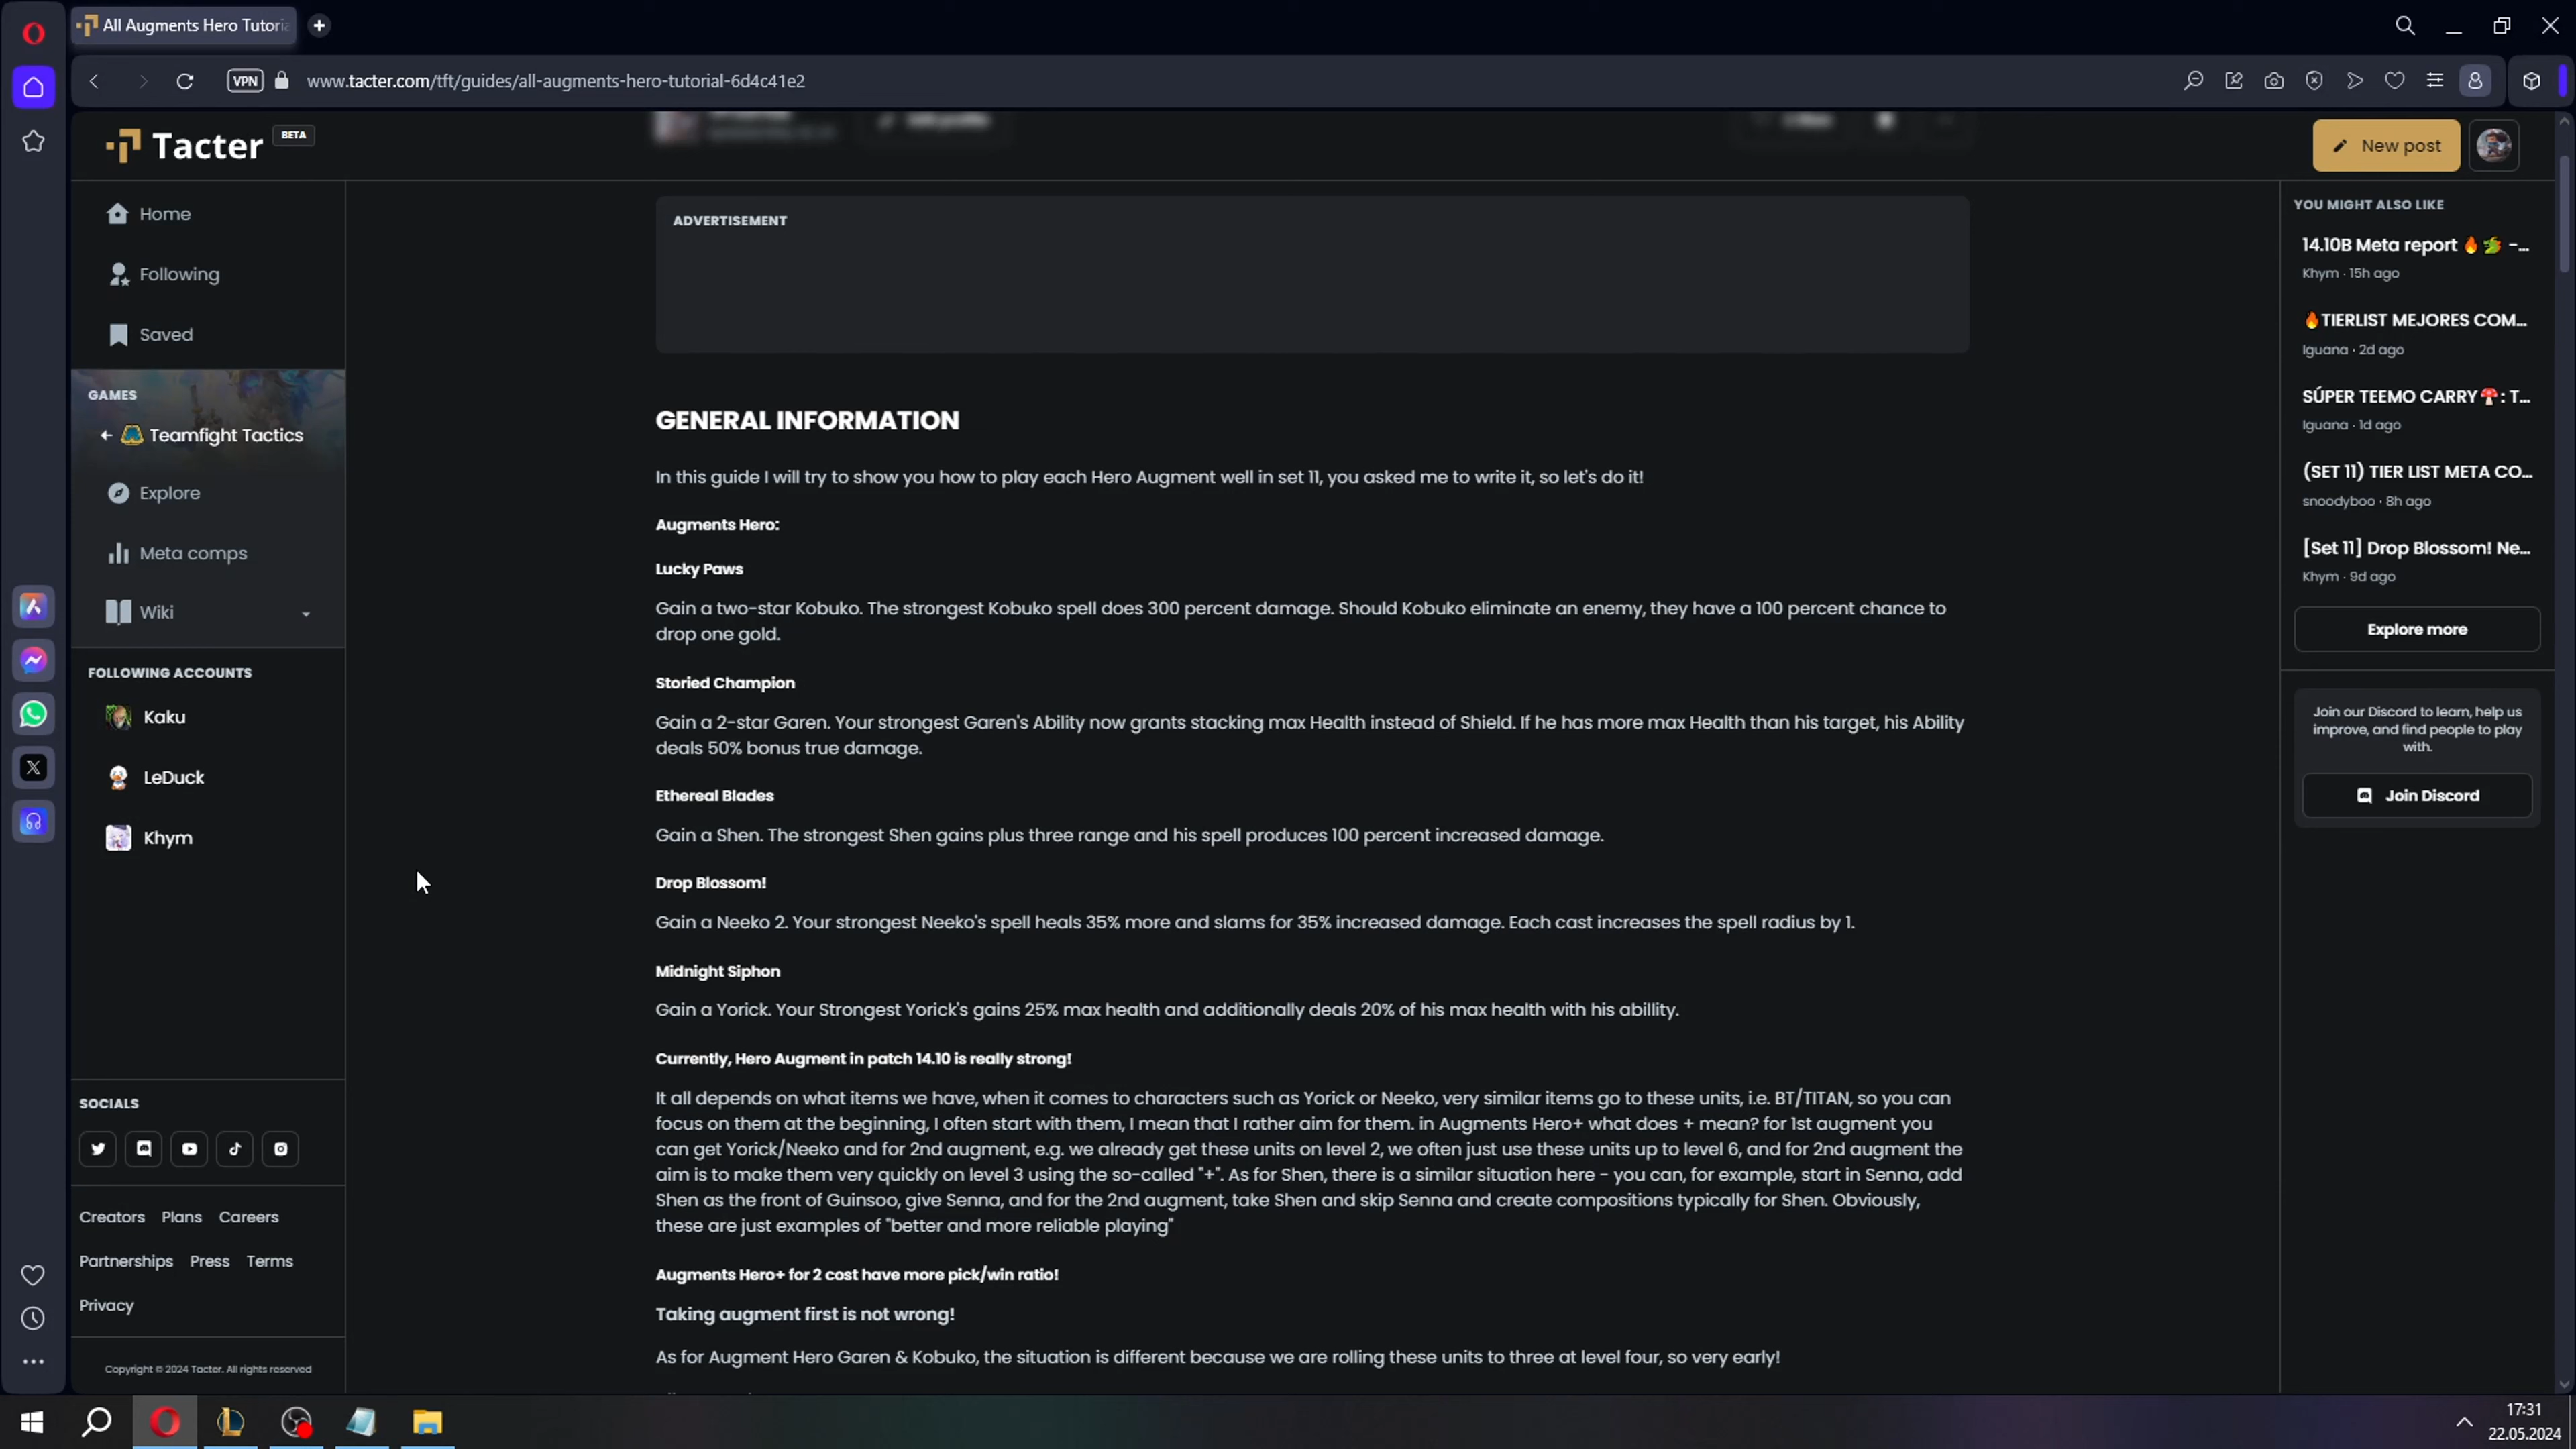 All Augments Hero Tutori
VPN
www.tacter.com/tft/guides/all-augments-hero-tutorial-6d4c41e2
Tacter
BETA
New post
Home
Following
Saved
GAMES
Teamfight Tactics
Explore
Meta comps
Wiki
FOLLOWING ACCOUNTS
Kaku
LeDuck
Khym
SOCIALS
Creators Plans Careers
Partnerships Press Terms
Privacy
Copyright © 2024 Tacter. All rights reserved
ADVERTISEMENT
GENERAL INFORMATION
In this guide I will try to show you how to play each Hero Augment well in set 11, you asked me to write it, so let's do it!
Augments Hero:
Lucky Paws
Gain a two-star Kobuko. The strongest Kobuko spell does 300 percent damage. Should Kobuko eliminate an enemy, they have a 100 percent chance to
drop one gold.
Storied Champion
Gain a 2-star Garen. Your strongest Garen's Ability now grants stacking max Health instead of Shield. If he has more max Health than his target, his Ability
deals 50% bonus true damage.
Ethereal Blades
Gain a Shen. The strongest Shen gains plus three range and his spell produces 100 percent increased damage.
Drop Blossom!
Gain a Neeko 2. Your strongest Neeko's spell heals 35% more and slams for 35% increased damage. Each cast increases the spell radius by 1.
Midnight Siphon
Gain a Yorick. Your Strongest Yorick's gains 25% max health and additionally deals 20% of his max health with his abillity.
Currently, Hero Augment in patch 14.10 is really strong!
It all depends on what items we have, when it comes to characters such as Yorick or Neeko, very similar items go to these units, i.e. BT/TITAN, so you can
focus on them at the beginning, I often start with them, I mean that I rather aim for them. in Augments Hero+ what does + mean? for 1st augment you
can get Yorick/Neeko and for 2nd augment, e.g. we already get these units on level 2, we often just use these units up to level 6, and for 2nd augment the
aim is to make them very quickly on level 3 using the so-called "+". As for Shen, there is a similar situation here - you can, for example, start in Senna, add
Shen as the front of Guinsoo, give Senna, and for the 2nd augment, take Shen and skip Senna and create compositions typically for Shen. Obviously,
these are just examples of "better and more reliable playing"
Augments Hero+ for 2 cost have more pick/win ratio!
Taking augment first is not wrong!
As for Augment Hero Garen & Kobuko, the situation is different because we are rolling these units to three at level four, so very early!
YOU MIGHT ALSO LIKE
14.10B Meta report 🔥🐉 -...
Khym · 15h ago
🔥TIERLIST MEJORES COM...
Iguana · 2d ago
SÚPER TEEMO CARRY🍄: T...
Iguana · 1d ago
(SET 11) TIER LIST META CO...
snoodyboo · 8h ago
[Set 11] Drop Blossom! Ne...
Khym · 9d ago
Explore more
Join our Discord to learn, help us
improve, and find people to play
with.
Join Discord
17:31
22.05.2024